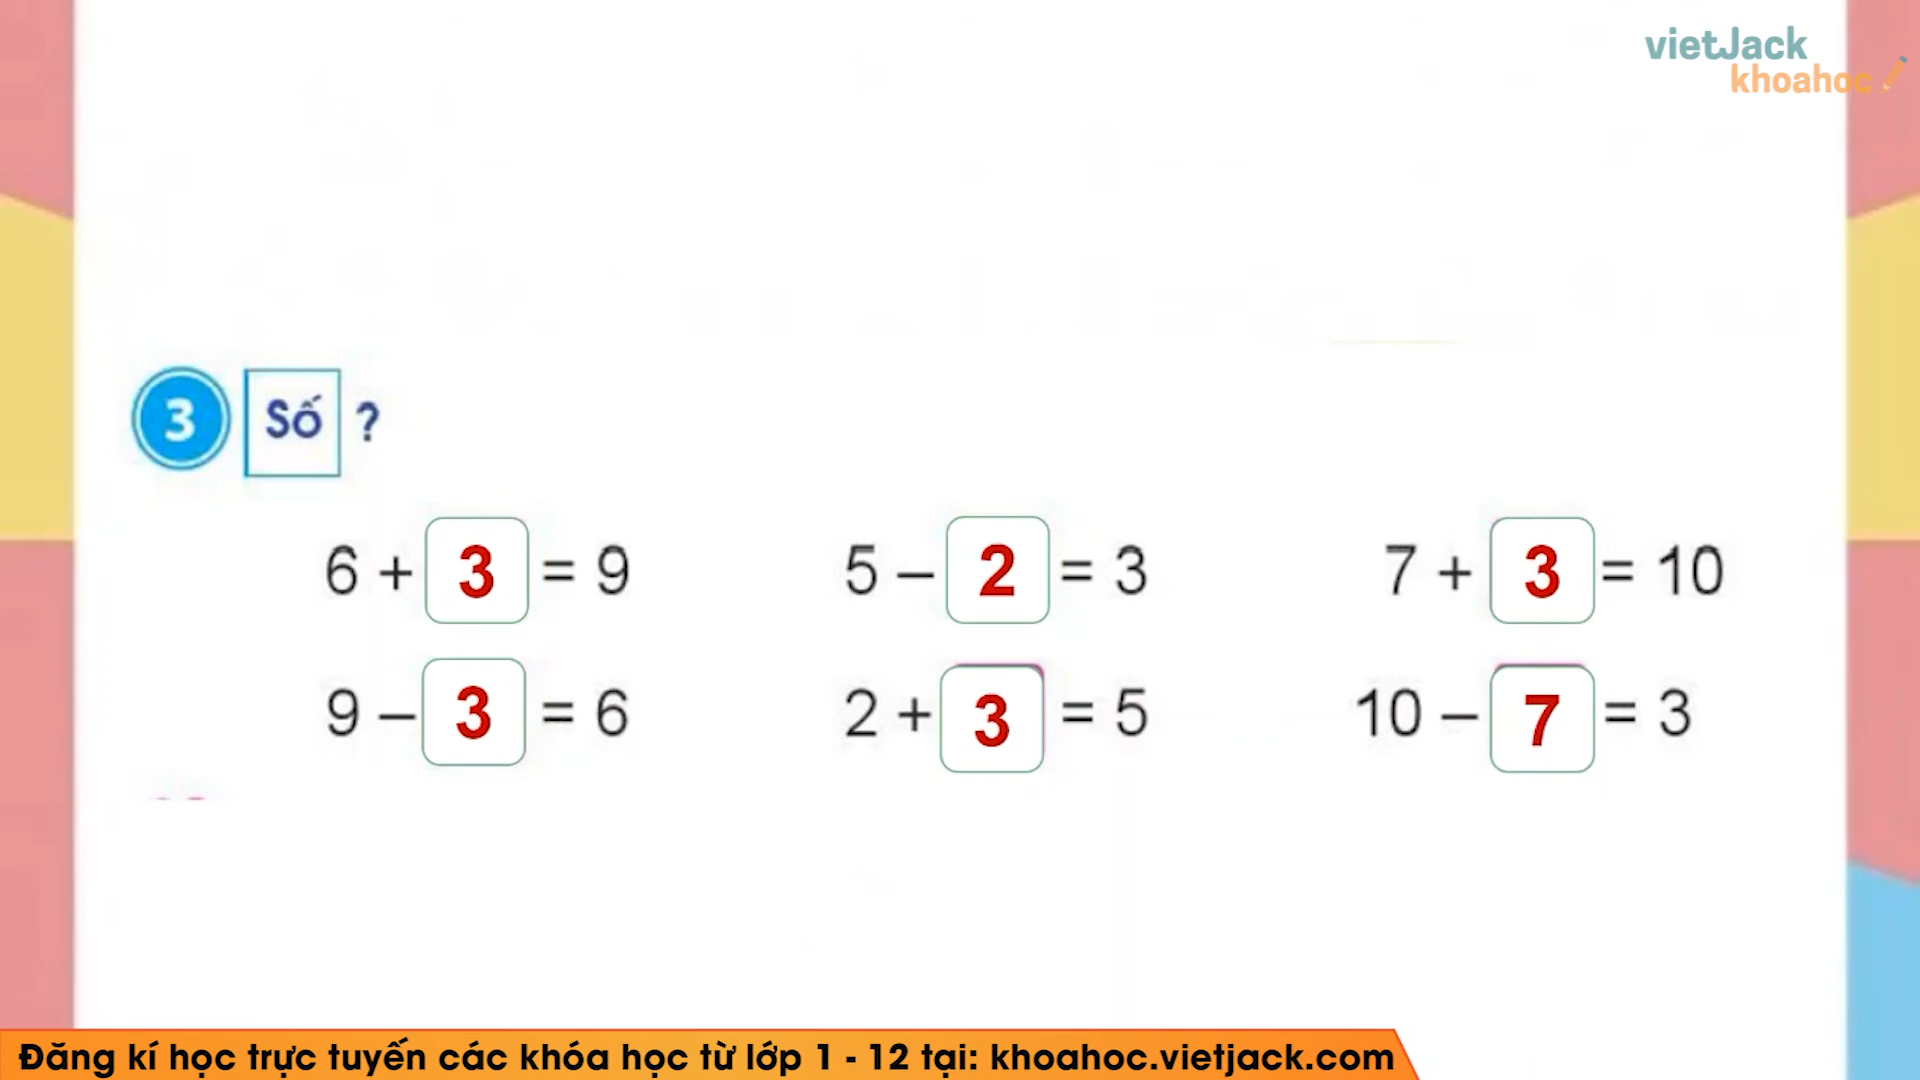 vietJack
khoahoc
3 Số ?
6 + 3 = 9 5 – 2 = 3 7 + 3 = 10
9 – 3 = 6 2 + 3 = 5 10 – 7 = 3
Đăng kí học trực tuyến các khóa học từ lớp 1 - 12 tại: khoahoc.vietjack.com